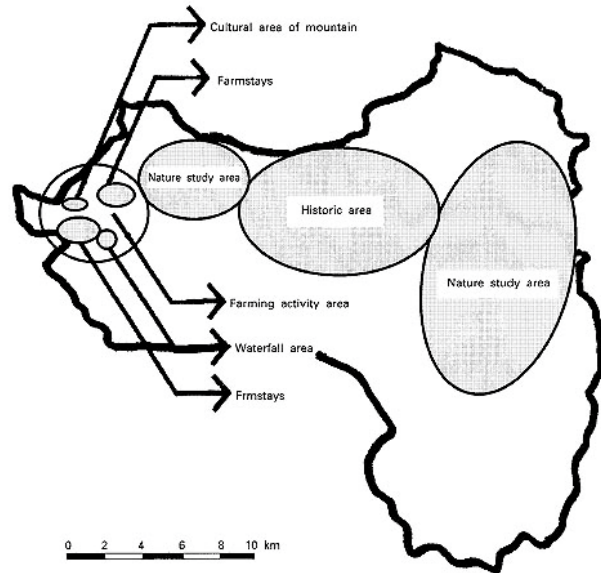 Cultural area of mountain
Farmstays
Nature study area
Historic area
Nature study area
Farming activity area
Waterfall area
Frmstays
0 2 4 6 8 10 km